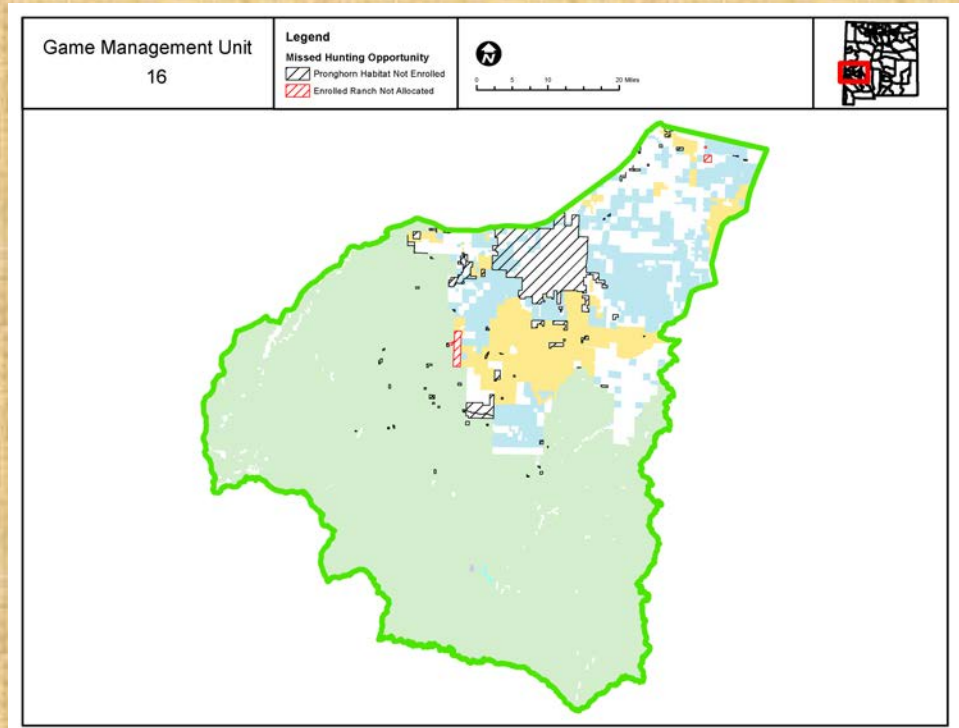 Game Management Unit
16
Legend
Missed Hunting Opportunity
Pronghorn Habitat Not Enrolled
Enrolled Ranch Not Allocated
N
0 5 10 20 Miles